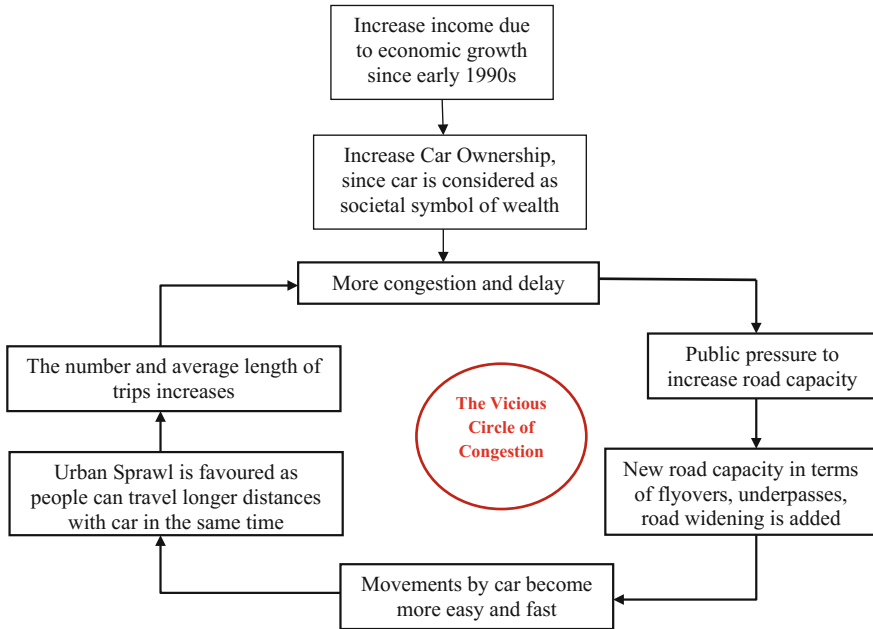 Increase income due
to economic growth
since early 1990s
Increase Car Ownership,
since car is considered as
societal symbol of wealth
More congestion and delay
Public pressure to
increase road capacity
New road capacity in terms
of flyovers, underpasses,
road widening is added
Movements by car become
more easy and fast
Urban Sprawl is favoured as
people can travel longer distances
with car in the same time
The number and average length of
trips increases
The Vicious
Circle of
Congestion